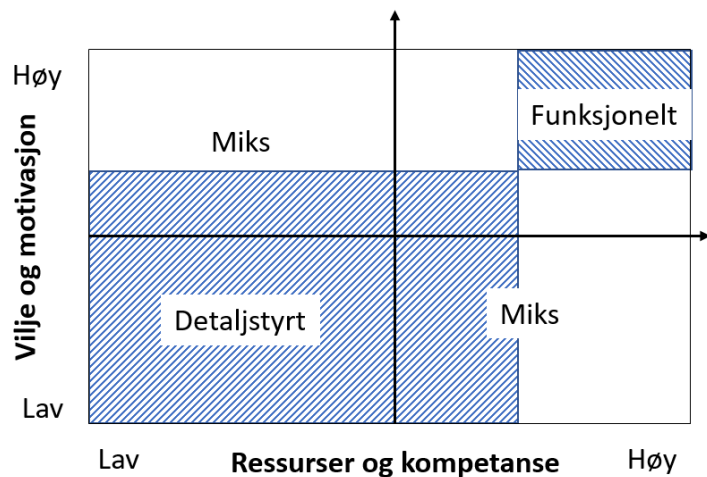 Høy
Funksjonelt
Miks
Vilje og motivasjon
Detaljstyrt
Miks
Lav
Lav
Ressurser og kompetanse
Høy